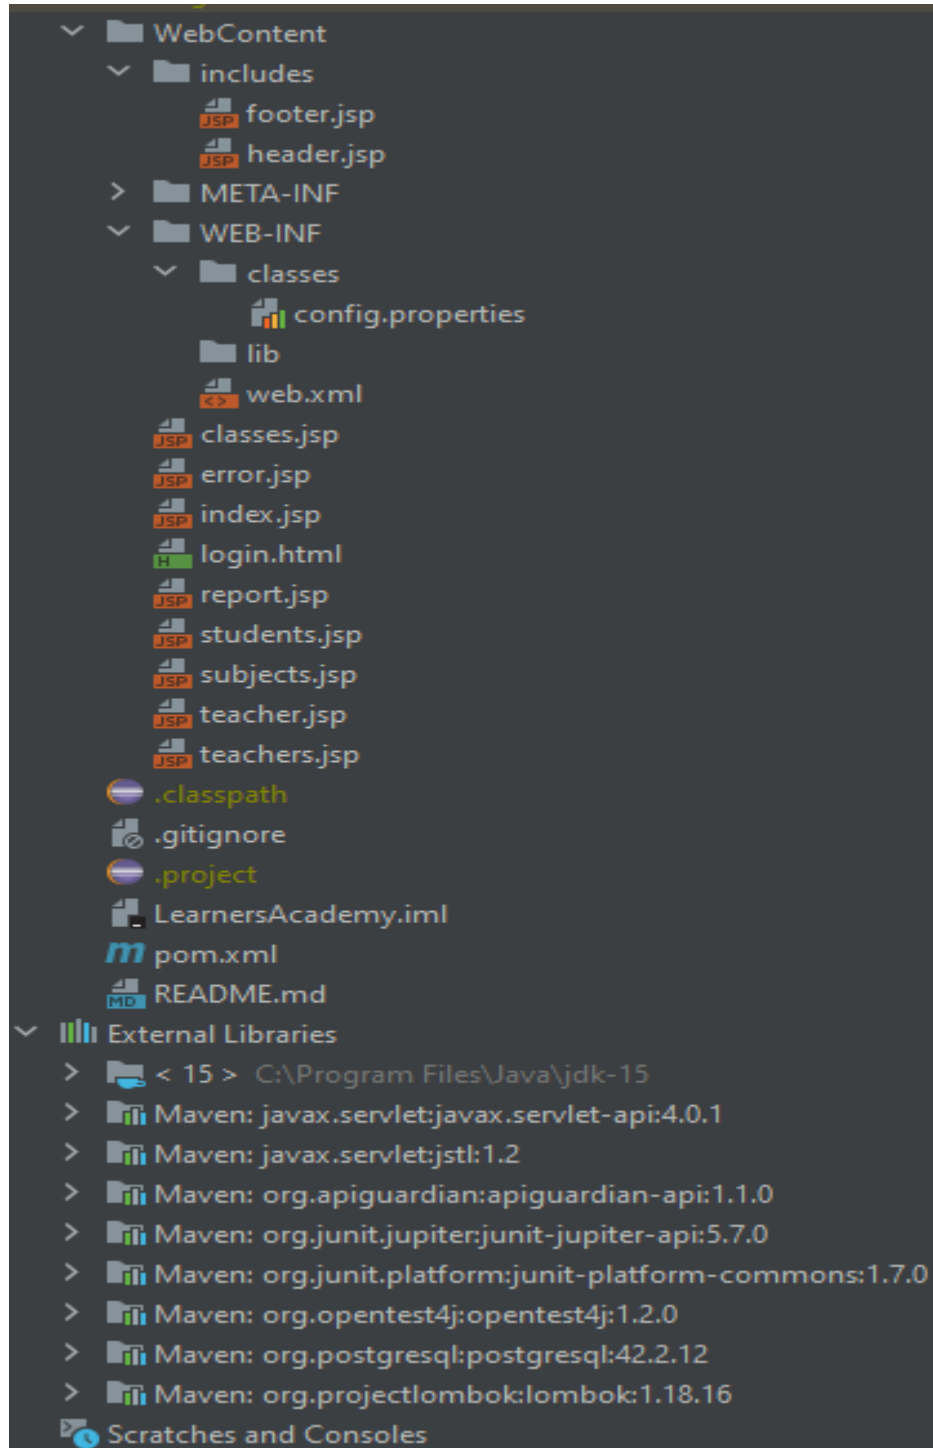 WebContent
includes
footer.jsp
header.jsp
META-INF
WEB-INF
classes
config.properties
lib
web.xml
classes.jsp
error.jsp
index.jsp
login.html
report.jsp
students.jsp
subjects.jsp
teacher.jsp
teachers.jsp
.classpath
.gitignore
.project
LearnersAcademy.iml
pom.xml
README.md
External Libraries
< 15 > C:\Program Files\Java\jdk-15
Maven: javax.servlet:javax.servlet-api:4.0.1
Maven: javax.servlet:jstl:1.2
Maven: org.apiguardian:apiguardian-api:1.1.0
Maven: org.junit.jupiter:junit-jupiter-api:5.7.0
Maven: org.junit.platform:junit-platform-commons:1.7.0
Maven: org.opentest4j:opentest4j:1.2.0
Maven: org.postgresql:postgresql:42.2.12
Maven: org.projectlombok:lombok:1.18.16
Scratches and Consoles